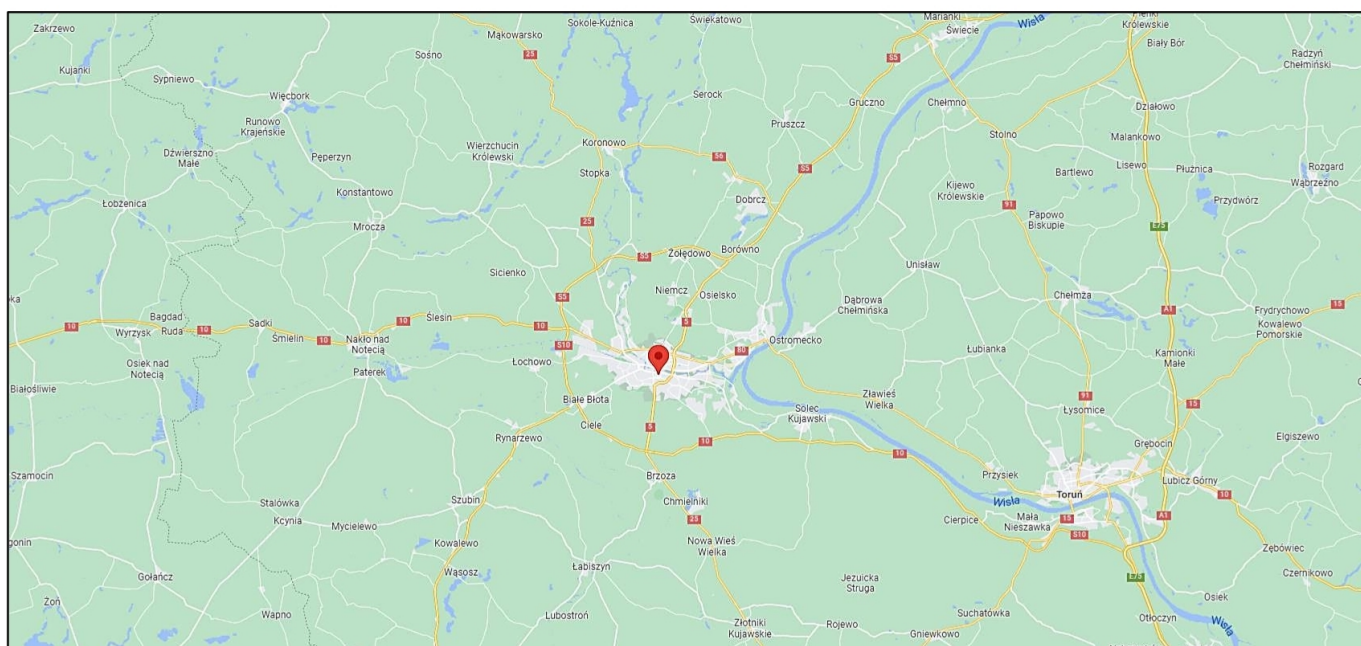 Zakrzewo
Sokole-Kuźnica
Świekatowo
Marianki
Świecie
Wisła
Królewskie
Biały Bór
Mąkowarsko
25
Sośno
S5
Radzyń
Chełmiński
Kujanki
Sypniewo
Więcbork
Serock
Gruczno
Chełmno
Działowo
Runowo
Krajeńskie
Pruszcz
Stolno
Malankowo
Dźwierszno
Małe
Pęperzyn
Wierzchucin
Królewski
Koronowo
S6
S5
Stopka
Bartlewo
Lisewo
Płużnica
Rozgard
Wąbrzeźno
Łobżenica
Konstantowo
Dobrcz
Kijewo
Królewskie
91
Przydwórz
Mrocza
25
Papowo
Biskupie
E75
Żołędowo
Borówno
S5
Sicienko
Unisław
Niemcz
Osielsko
Chełmża
S5
Dąbrowa
Chełmińska
A1
Frydrychowo
15
Kowalewo
Pomorskie
10
Bagdad
Ruda
10
Wyrzysk
Sadki
Śmielin
10
Nakło nad
Notecią
10
Ślesin
10
S10
5
80
Ostromecko
Łubianka
Kamionki
Małe
Osiek nad
Notecią
Paterek
Łochowo
Białośliwie
Białe Błota
Ciele
5
Solec
Kujawski
Zławieś
Wielka
91
15
Łysomice
Rynarzewo
10
10
Grębocin
Elgiszewo
Szamocin
Brzoza
Przysiek
Toruń
Lubicz Górny
10
Stalówka
Kcynia
Mycielewo
Szubin
Chmielniki
25
Wisła
Cierpice
Mała
Nieszawka
15
S10
A1
Nowa Wieś
Wielka
Kowalewo
Zębówiec
Gołańcz
Wąsosz
Łabiszyn
Jezuicka
Struga
E75
Czernikowo
Żoń
Wapno
Lubostroń
Złotniki
Kujawskie
Rojewo
Suchatówka
Gniewkowo
Osiek
Otłoczyn
Wisła